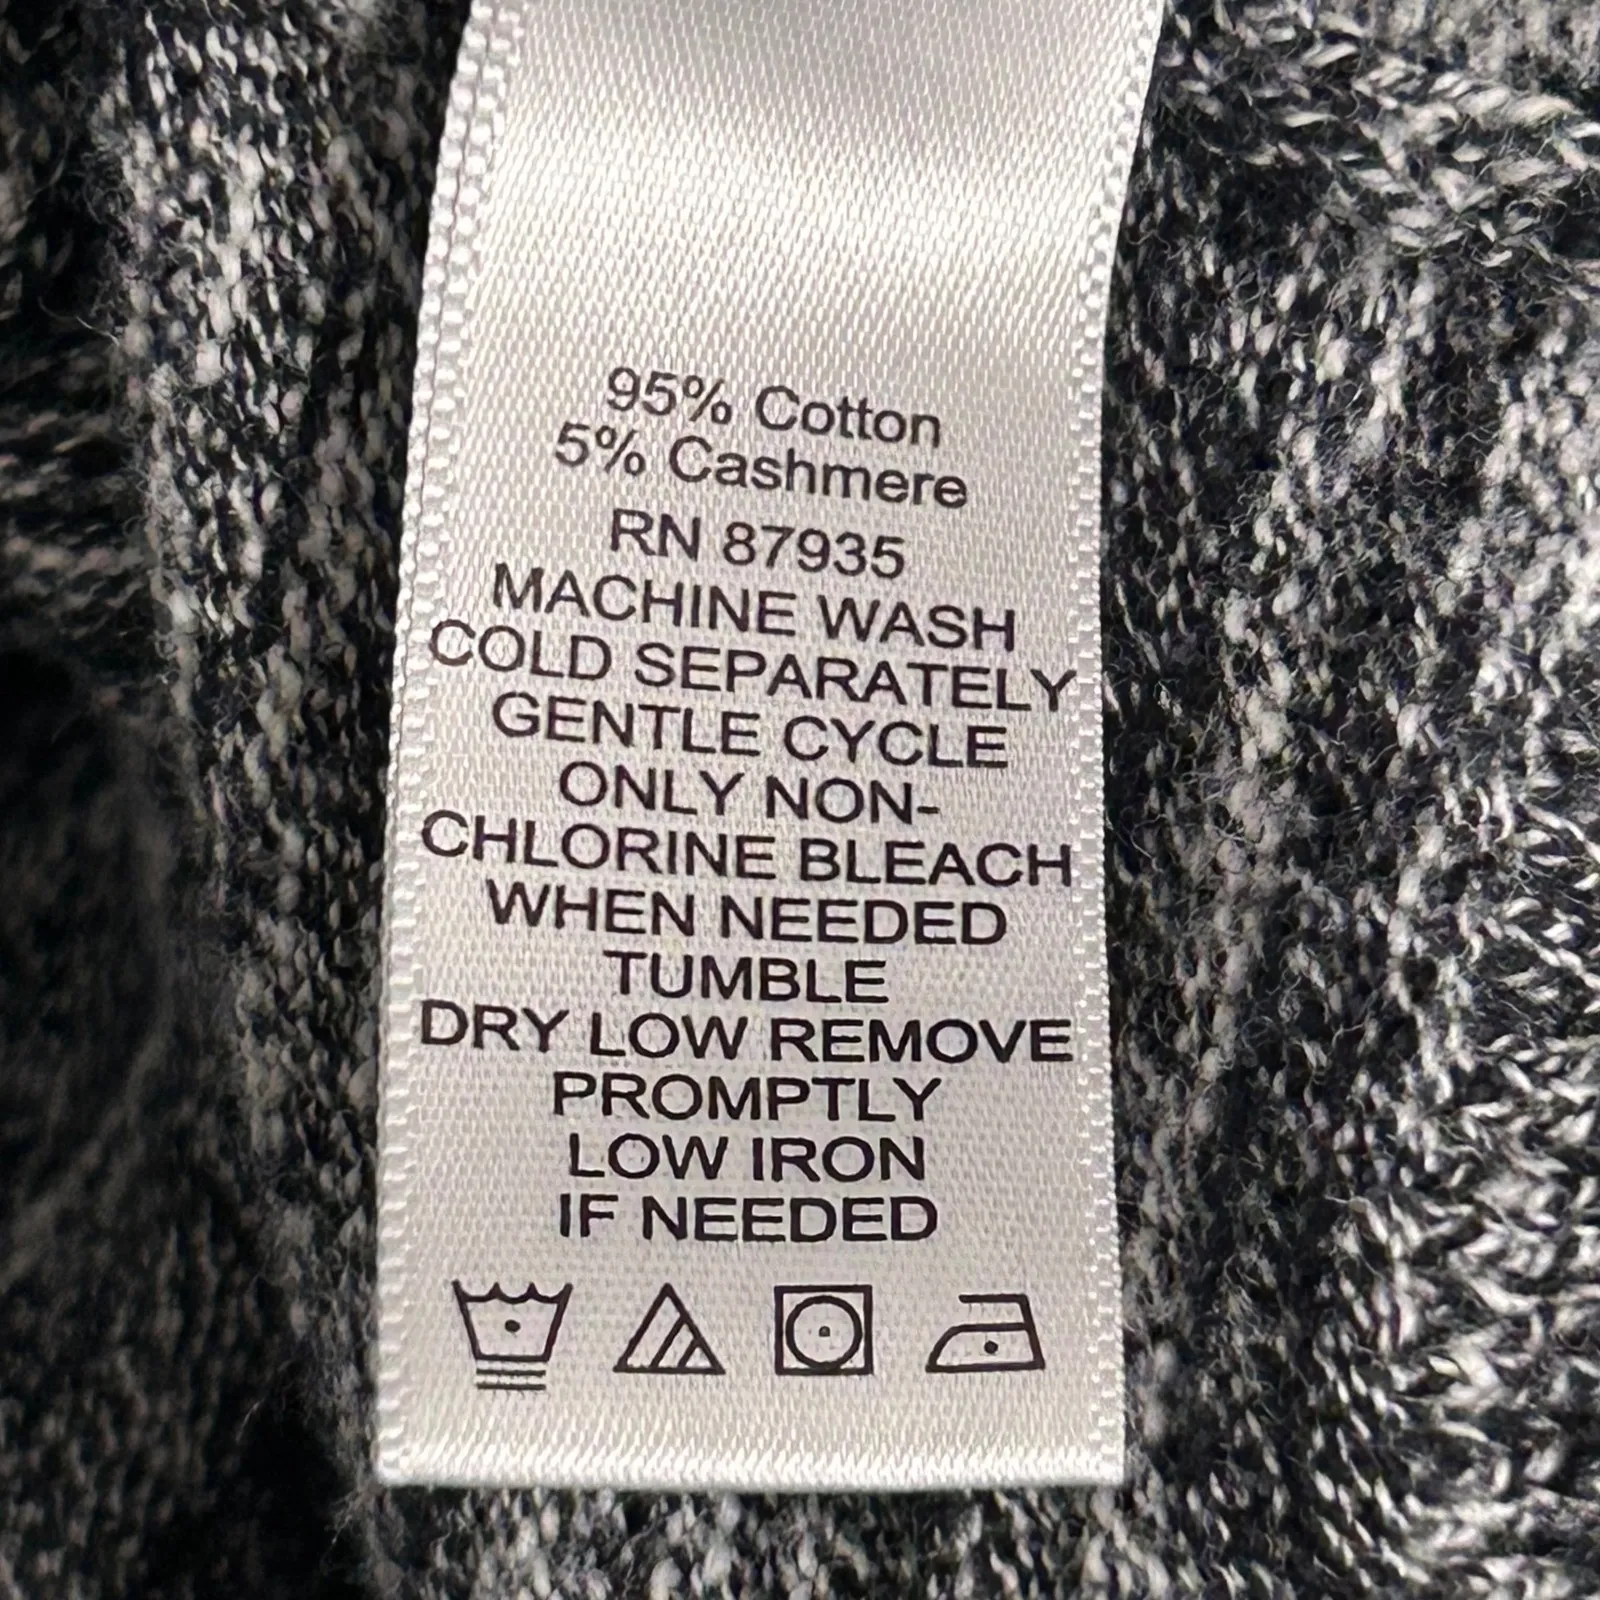 95% Cotton
5% Cashmere
RN 87935
MACHINE WASH
COLD SEPARATELY
GENTLE CYCLE
ONLY NON-
CHLORINE BLEACH
WHEN NEEDED
TUMBLE
DRY LOW REMOVE
PROMPTLY
LOW IRON
IF NEEDED